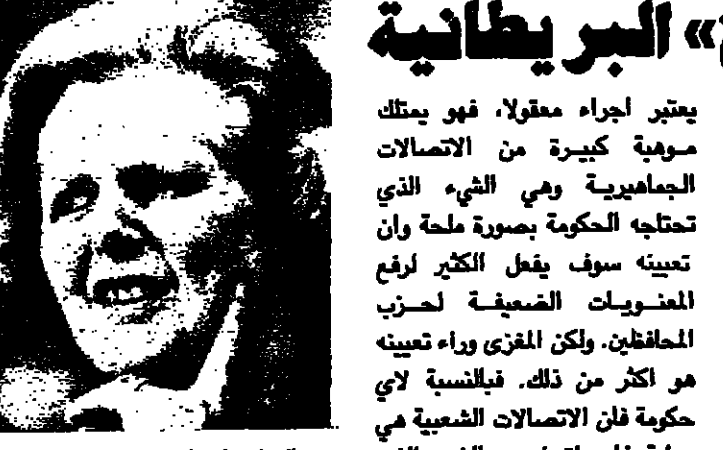 » البريطانية
يعتبر اجراء معقولا، فهو يمتلك
موهبة كبيرة من الاتصالات
الجماهيرية وهي الشيء الذي
تحتاجه الحكومة بصورة ملحة وان
تعيينه سوف يفعل الكثير لرفع
المعنويات الضعيفة لحزب
المحافظين. ولكن المغزى وراء تعيينه
هو اكثر من ذلك. فبالنسبة لاي
حكومة فان الاتصالات الشعبية هي